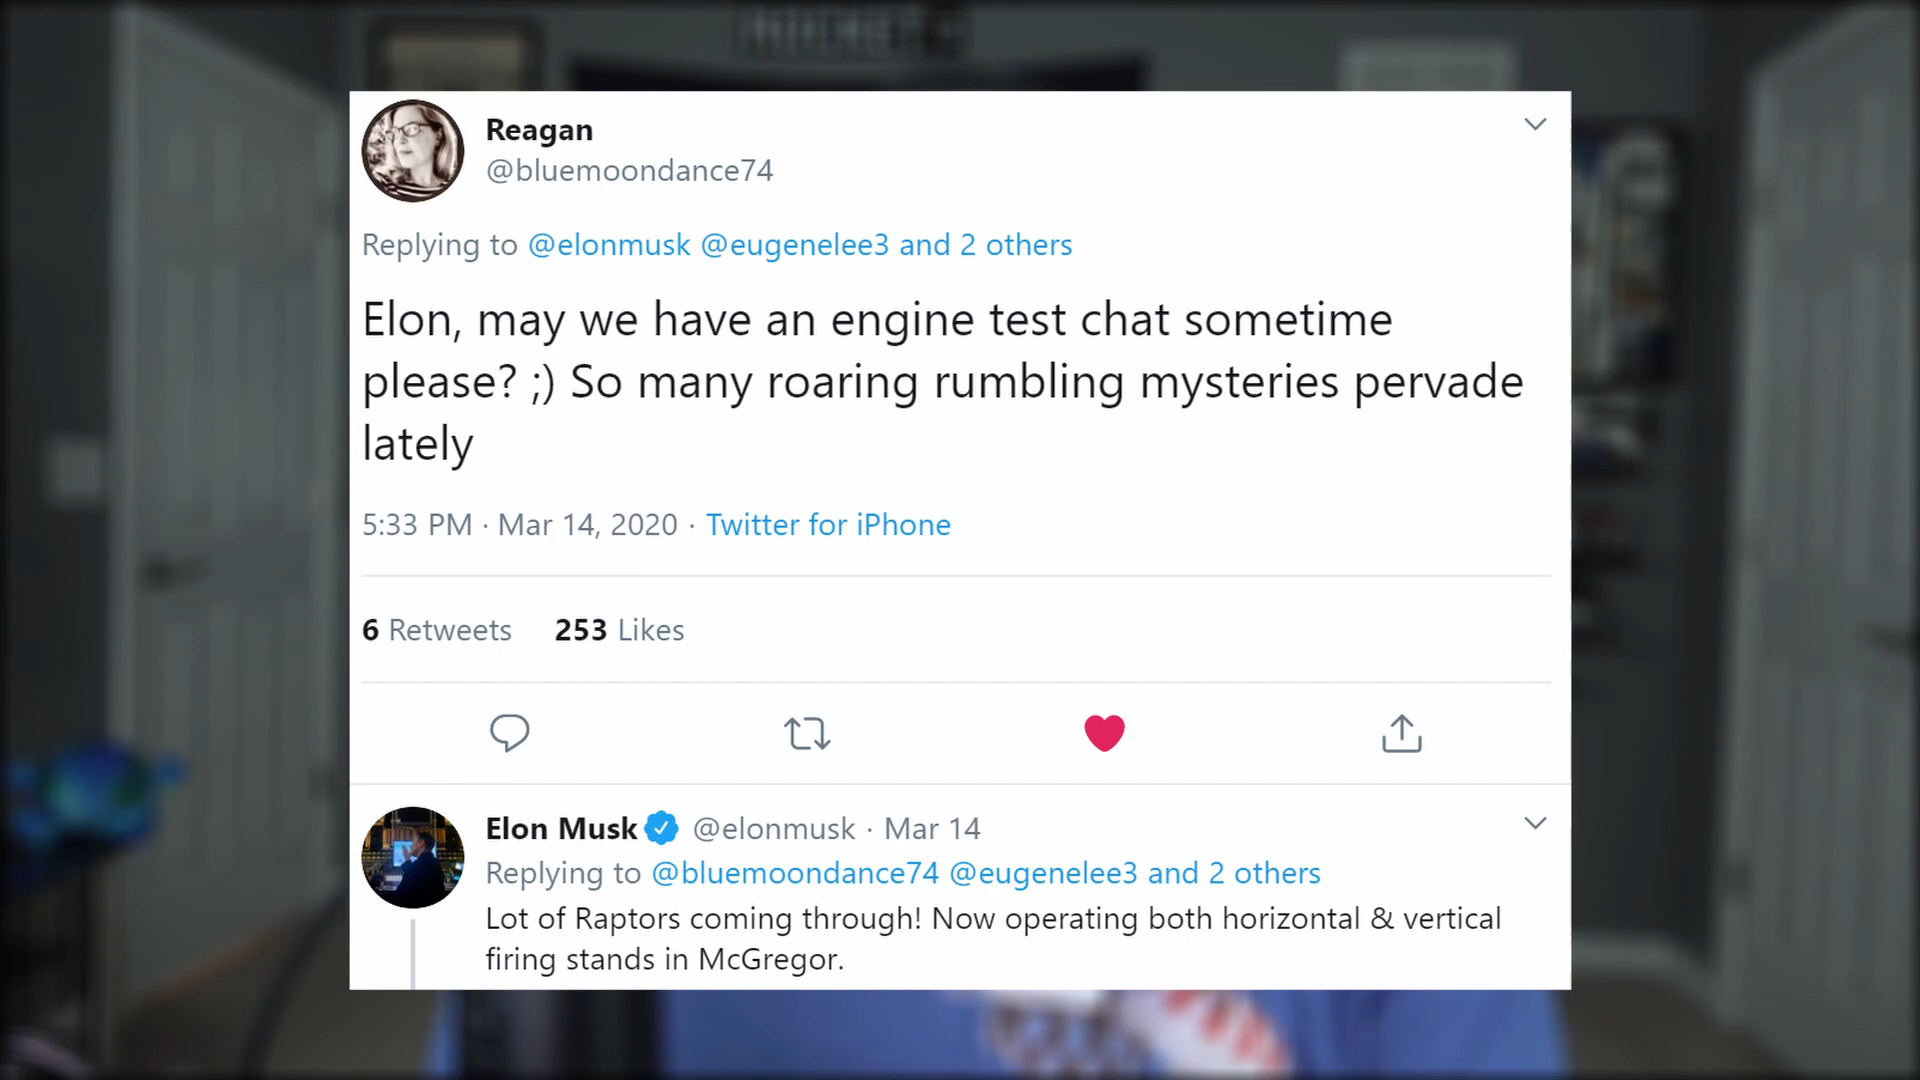 Reagan
@bluemoondance74
Replying to @elonmusk @eugenelee3 and 2 others
Elon, may we have an engine test chat sometime
please? ;) So many roaring rumbling mysteries pervade
lately
5:33 PM · Mar 14, 2020 · Twitter for iPhone
6 Retweets 253 Likes
Elon Musk @elonmusk · Mar 14
Replying to @bluemoondance74 @eugenelee3 and 2 others
Lot of Raptors coming through! Now operating both horizontal & vertical
firing stands in McGregor.